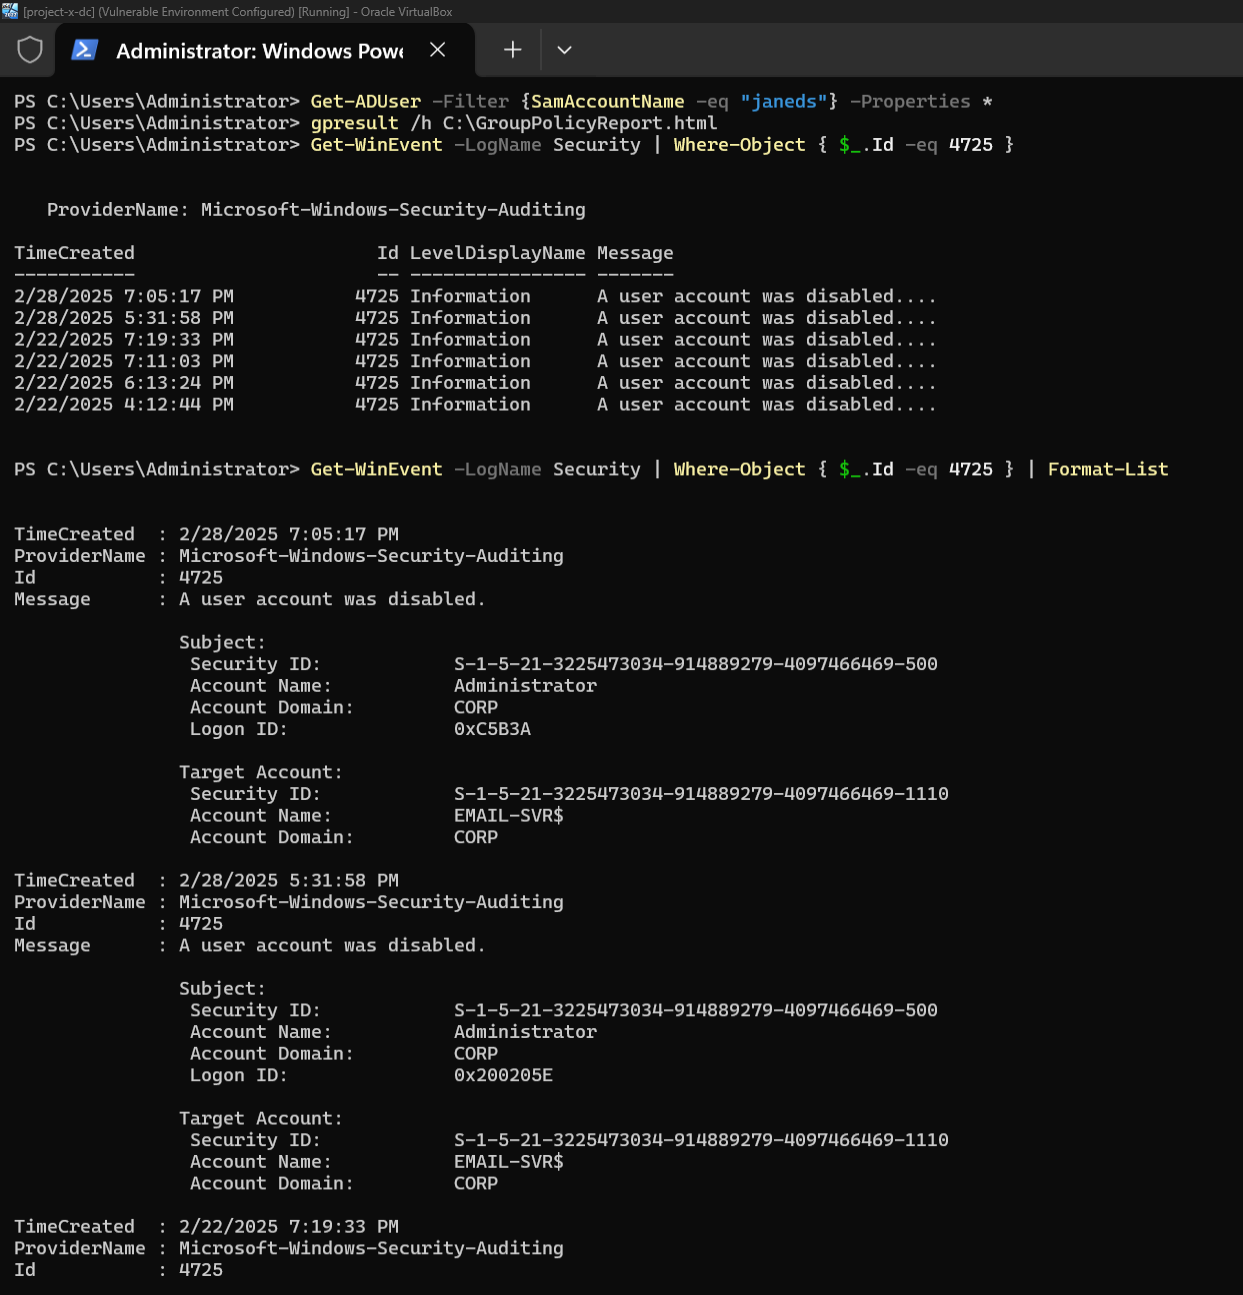 [project-x-dc] (Vulnerable Environment Configured) [Running] - Oracle VirtualBox
Administrator: Windows Powe
PS C:\Users\Administrator> Get-ADUser -Filter {SamAccountName -eq "janeds"} -Properties *
PS C:\Users\Administrator> gpresult /h C:\GroupPolicyReport.html
PS C:\Users\Administrator> Get-WinEvent -LogName Security | Where-Object { $_.Id -eq 4725 }
ProviderName: Microsoft-Windows-Security-Auditing
TimeCreated Id LevelDisplayName Message
----------- -- ---------------- -------
2/28/2025 7:05:17 PM 4725 Information A user account was disabled....
2/28/2025 5:31:58 PM 4725 Information A user account was disabled....
2/22/2025 7:19:33 PM 4725 Information A user account was disabled....
2/22/2025 7:11:03 PM 4725 Information A user account was disabled....
2/22/2025 6:13:24 PM 4725 Information A user account was disabled....
2/22/2025 4:12:44 PM 4725 Information A user account was disabled....
PS C:\Users\Administrator> Get-WinEvent -LogName Security | Where-Object { $_.Id -eq 4725 } | Format-List
TimeCreated : 2/28/2025 7:05:17 PM
ProviderName : Microsoft-Windows-Security-Auditing
Id : 4725
Message : A user account was disabled.
Subject:
Security ID: S-1-5-21-3225473034-914889279-4097466469-500
Account Name: Administrator
Account Domain: CORP
Logon ID: 0xC5B3A
Target Account:
Security ID: S-1-5-21-3225473034-914889279-4097466469-1110
Account Name: EMAIL-SVR$
Account Domain: CORP
TimeCreated : 2/28/2025 5:31:58 PM
ProviderName : Microsoft-Windows-Security-Auditing
Id : 4725
Message : A user account was disabled.
Subject:
Security ID: S-1-5-21-3225473034-914889279-4097466469-500
Account Name: Administrator
Account Domain: CORP
Logon ID: 0x200205E
Target Account:
Security ID: S-1-5-21-3225473034-914889279-4097466469-1110
Account Name: EMAIL-SVR$
Account Domain: CORP
TimeCreated : 2/22/2025 7:19:33 PM
ProviderName : Microsoft-Windows-Security-Auditing
Id : 4725